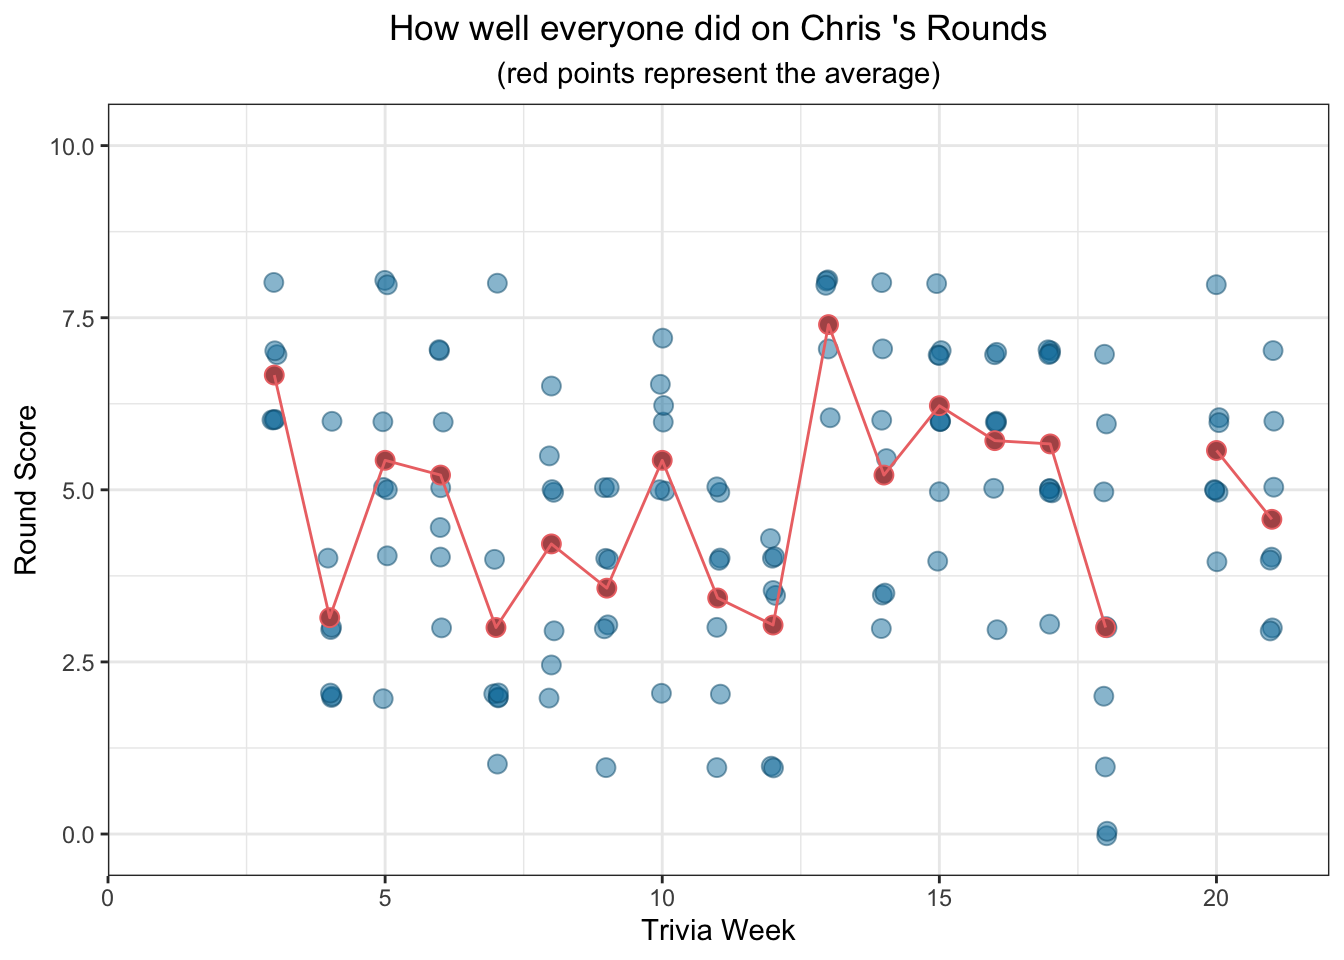 How well everyone did on Chris 's Rounds
(red points represent the average)
10.0
7.5
5.0
2.5
0.0
Round Score
0 5 10 15 20
Trivia Week